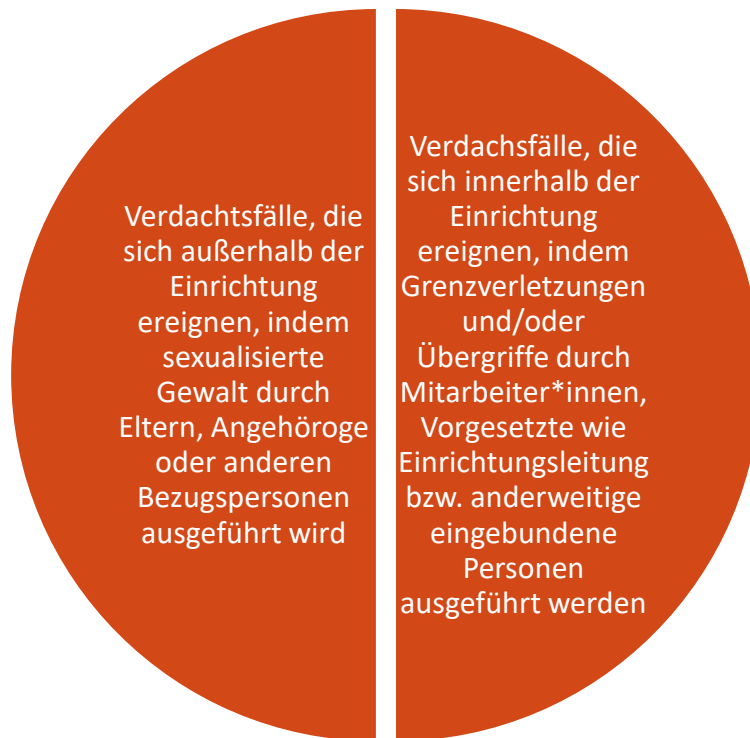 Verdachtsfälle, die
sich außerhalb der
Einrichtung
ereignen, indem
sexualisierte
Gewalt durch
Eltern, Angehöroge
oder anderen
Bezugspersonen
ausgeführt wird
Verdachsfälle, die
sich innerhalb der
Einrichtung
ereignen, indem
Grenzverletzungen
und/oder
Übergriffe durch
Mitarbeiter*innen,
Vorgesetzte wie
Einrichtungsleitung
bzw. anderweitige
eingebundene
Personen
ausgeführt werden